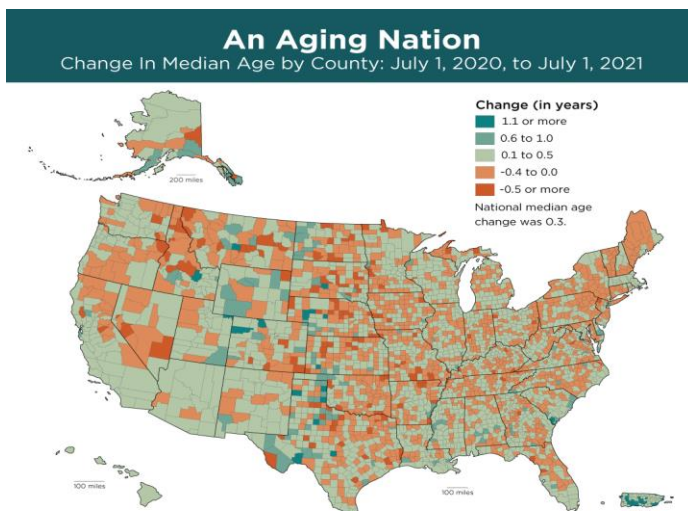 An Aging Nation
Change In Median Age by County: July 1, 2020, to July 1, 2021
Change (in years)
1.1 or more
0.6 to 1.0
0.1 to 0.5
-0.4 to 0.0
-0.5 or more
National median age
change was 0.3.
200 miles
100 miles
100 miles